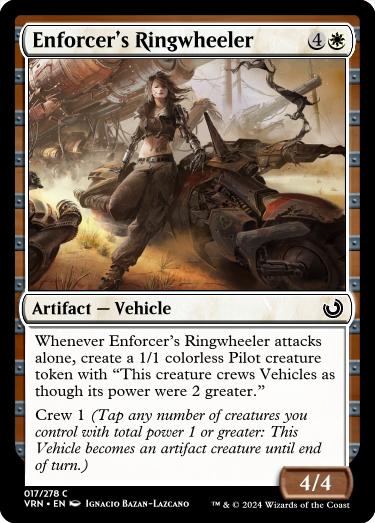 Enforcer's Ringwheeler 4
Artifact — Vehicle
Whenever Enforcer's Ringwheeler attacks
alone, create a 1/1 colorless Pilot creature
token with “This creature crews Vehicles as
though its power were 2 greater.”
Crew 1 (Tap any number of creatures you
control with total power 1 or greater: This
Vehicle becomes an artifact creature until end
of turn.)
4/4
017/278 C
VRN • EN Ignacio Bazan-Lazcano ™ & © 2024 Wizards of the Coast